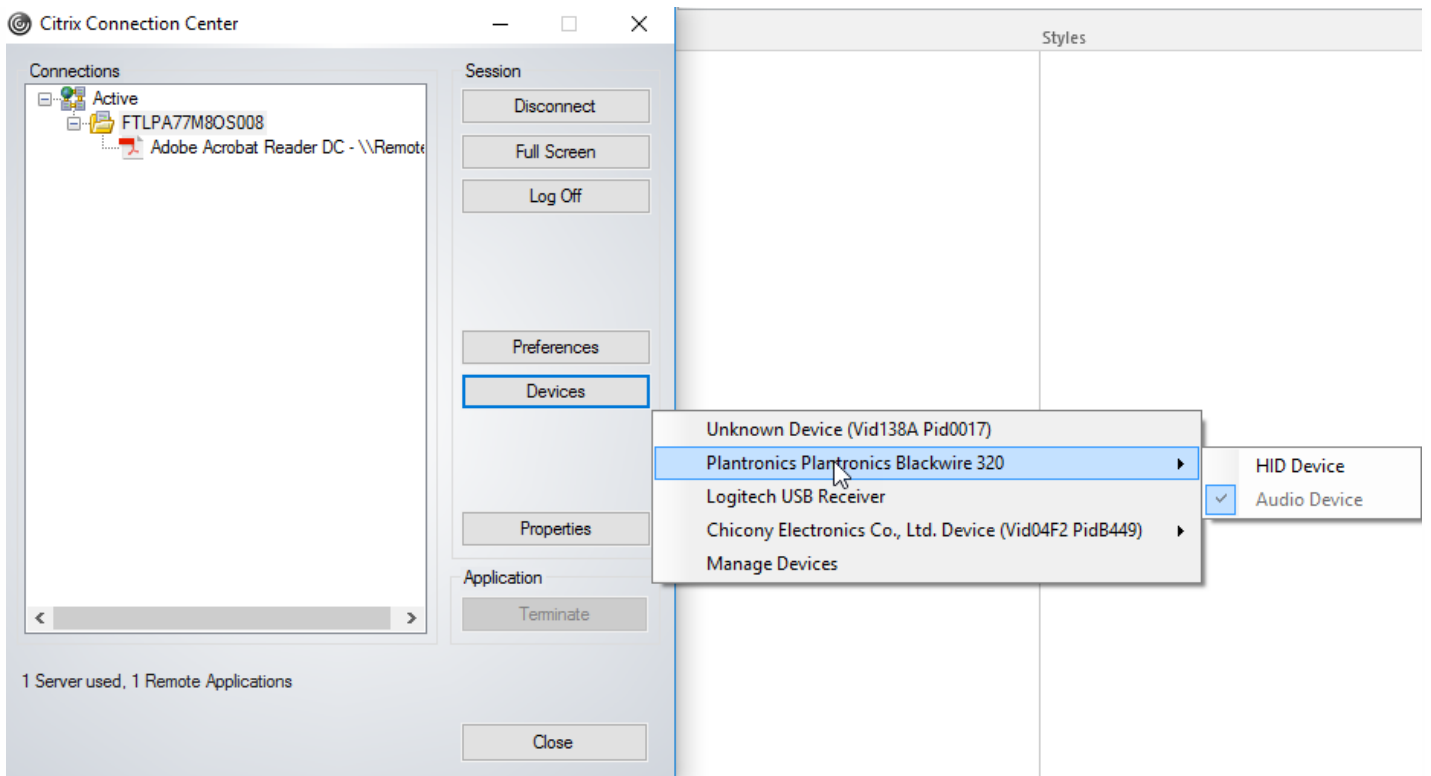 Citrix Connection Center
Styles
Connections
Active
FTLPA77M8OS008
Adobe Acrobat Reader DC - \\Remote
Session
Disconnect
Full Screen
Log Off
Preferences
Devices
Unknown Device (Vid138A Pid0017)
Plantronics Plantronics Blackwire 320
Logitech USB Receiver
Chicony Electronics Co., Ltd. Device (Vid04F2 PidB449)
Manage Devices
HID Device
Audio Device
Properties
Application
Terminate
1 Server used, 1 Remote Applications
Close